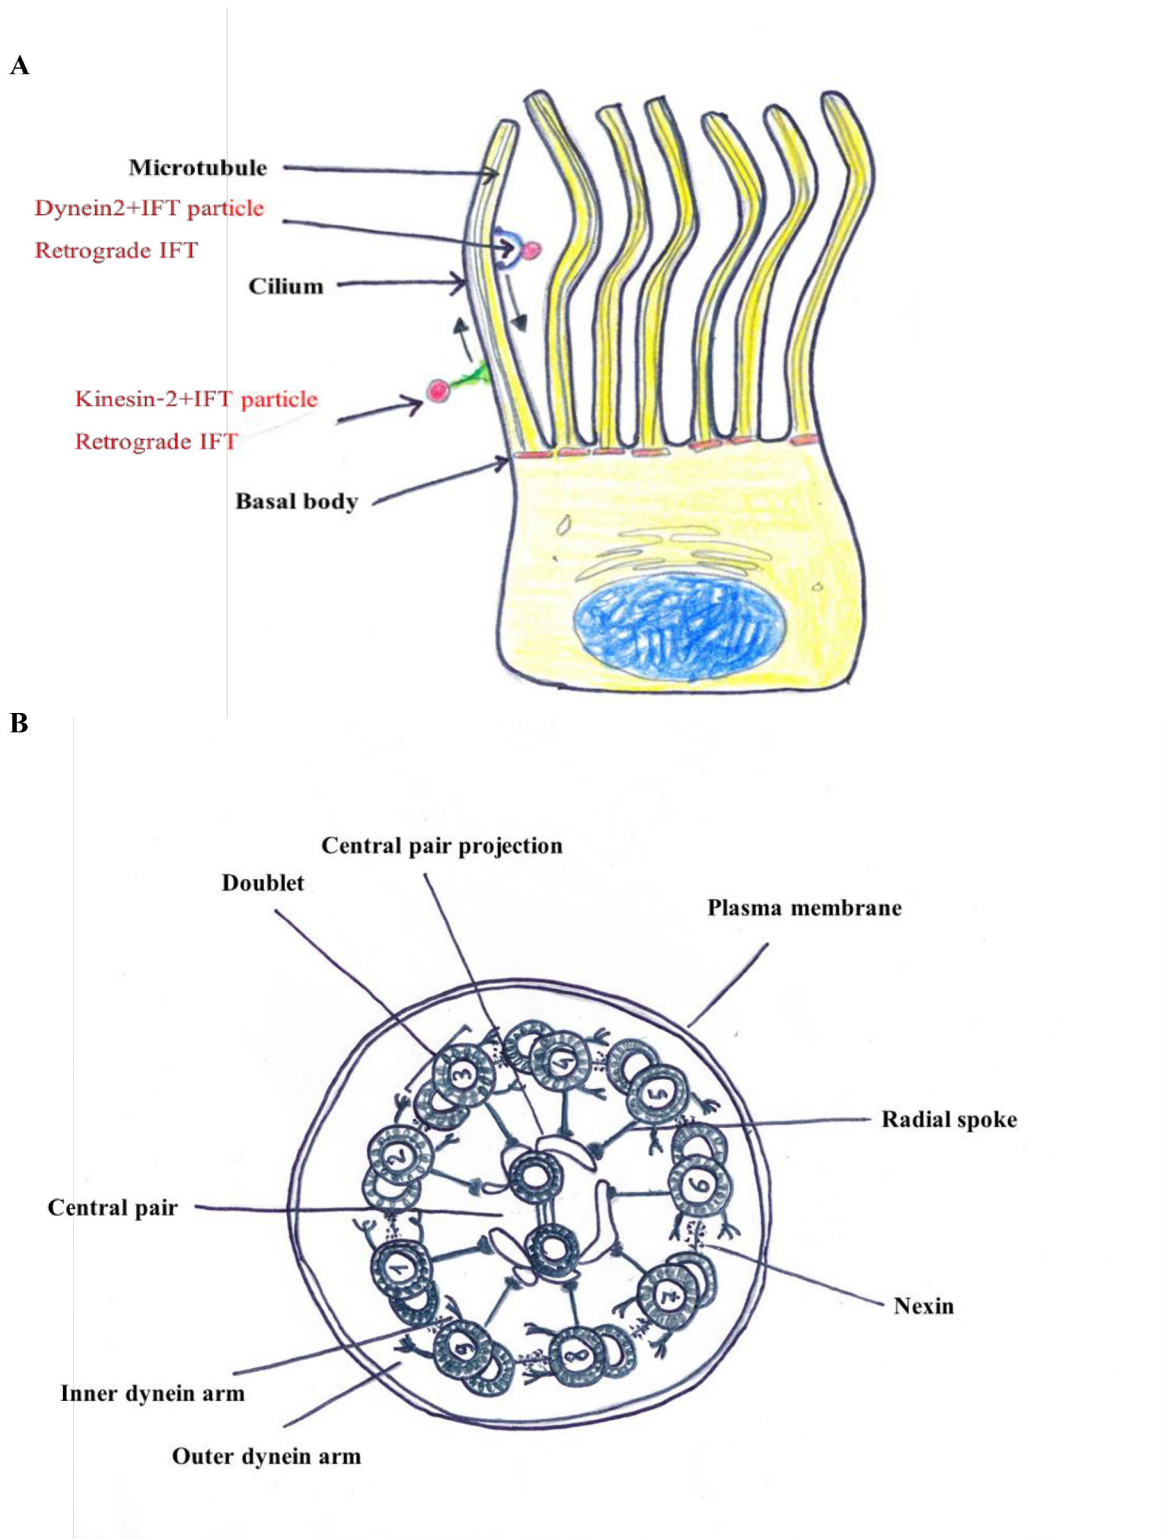 A
Microtubule
Dynein2+IFT particle
Retrograde IFT
Cilium
Kinesin-2+IFT particle
Retrograde IFT
Basal body
B
Central pair projection
Doublet
Plasma membrane
3
4
5
Radial spoke
2
6
Central pair
1
7
Nexin
9
8
Inner dynein arm
Outer dynein arm